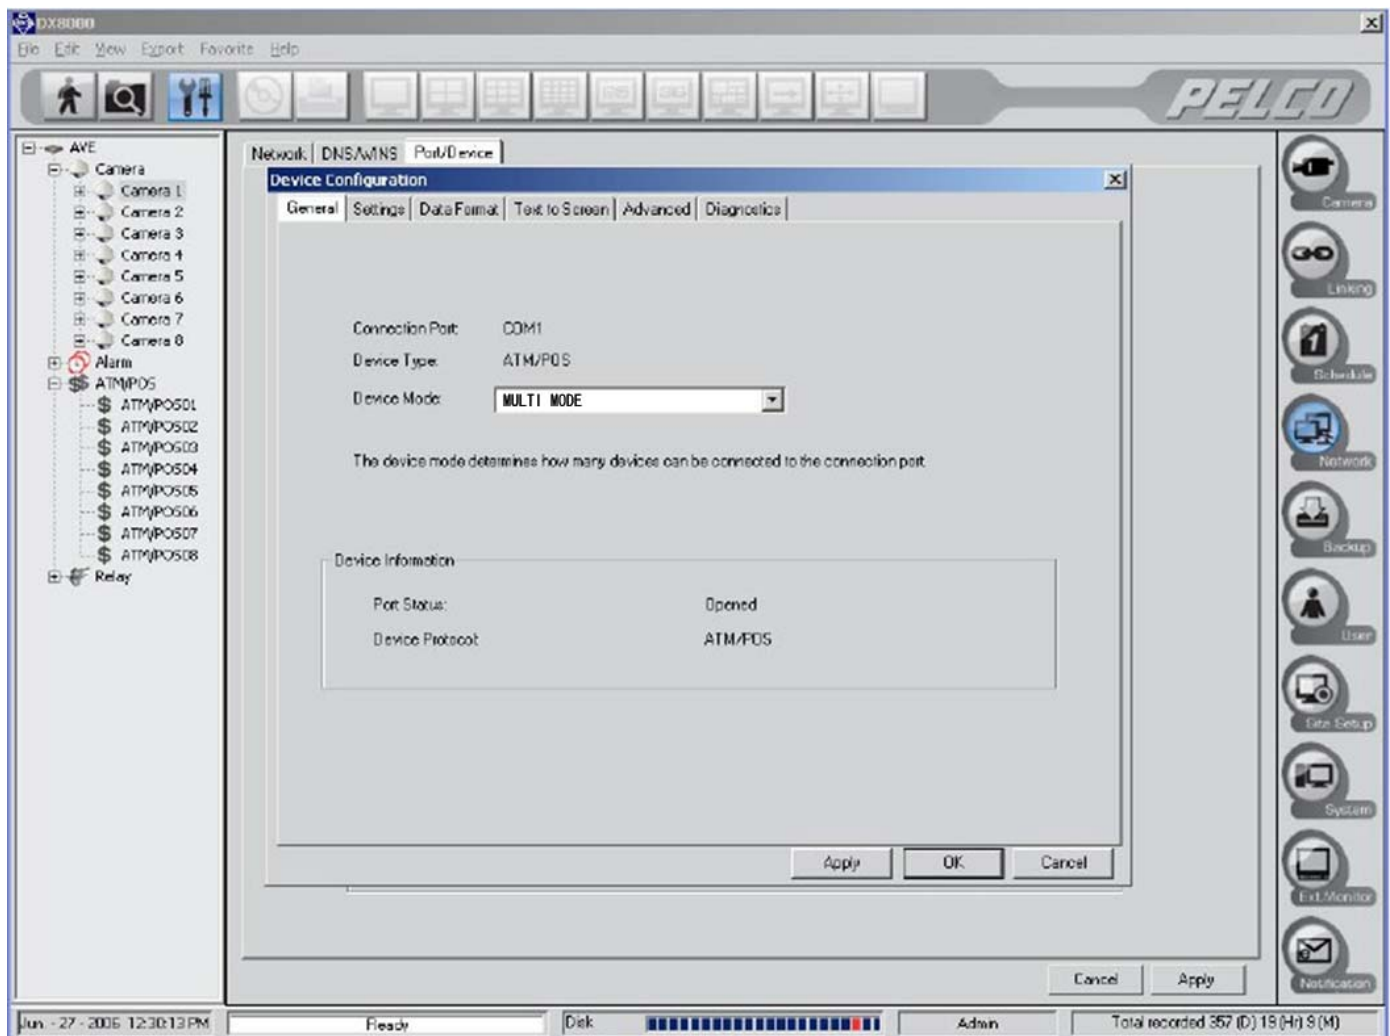 DX8000
File Edit View Export Favorite Help
PELCO
AVE
Camera
Camera 1
Camera 2
Camera 3
Camera 4
Camera 5
Camera 6
Camera 7
Camera 8
Alarm
ATM/POS
ATM/POS01
ATM/POS02
ATM/POS03
ATM/POS04
ATM/POS05
ATM/POS06
ATM/POS07
ATM/POS08
Relay
Network DNS/WINS Port/Device
Device Configuration
General Settings Data Format Text to Screen Advanced Diagnostics
Connection Port: COM1
Device Type: ATM/POS
Device Mode: MULTI MODE
The device mode determines how many devices can be connected to the connection port.
Device Information
Port Status: Opened
Device Protocol: ATM/POS
Apply OK Cancel
Cancel Apply
Camera
Linking
1
Schedule
Network
Backup
User
Site Setup
System
Ext.Monitor
Notification
Jun. - 27 - 2006 12:30:13 PM Ready Disk Admin Total recorded 357 (D) 19 (Hr) 9 (M)